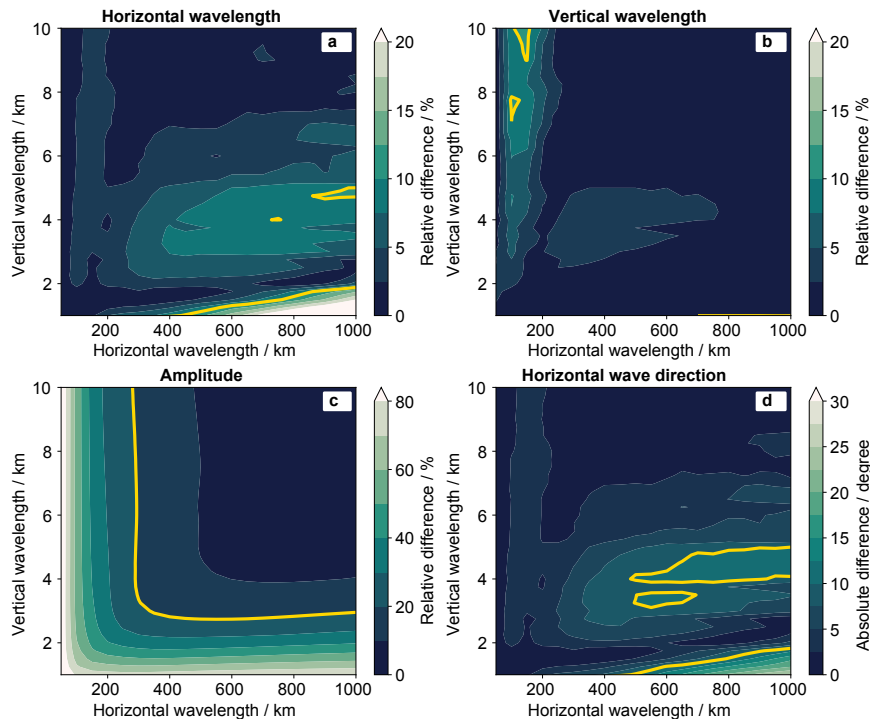 Horizontal wavelength
a
10
8
6
4
2
Vertical wavelength / km
200 400 600 800 1000
Horizontal wavelength / km
20
15
10
5
0
Relative difference / %
Vertical wavelength
b
10
8
6
4
2
Vertical wavelength / km
200 400 600 800 1000
Horizontal wavelength / km
20
15
10
5
0
Relative difference / %
Amplitude
c
10
8
6
4
2
Vertical wavelength / km
200 400 600 800 1000
Horizontal wavelength / km
80
60
40
20
0
Relative difference / %
Horizontal wave direction
d
10
8
6
4
2
Vertical wavelength / km
200 400 600 800 1000
Horizontal wavelength / km
30
25
20
15
10
5
0
Absolute difference / degree